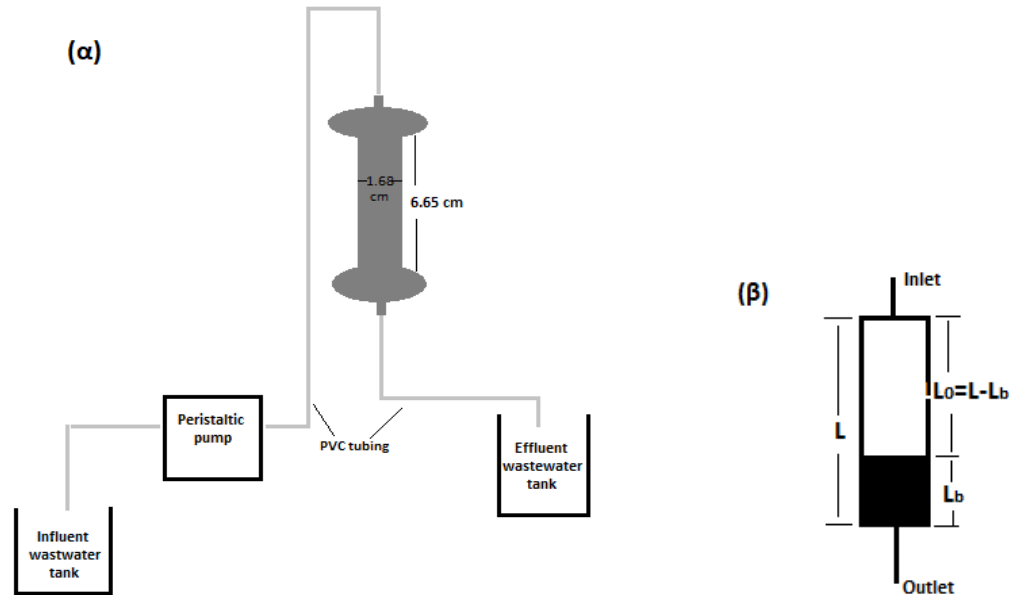 (α)
1.68
cm
6.65 cm
Peristaltic
pump
PVC tubing
Influent
wastwater
tank
Effluent
wastewater
tank
(β)
Inlet
L0=L-Lb
L
Lb
Outlet